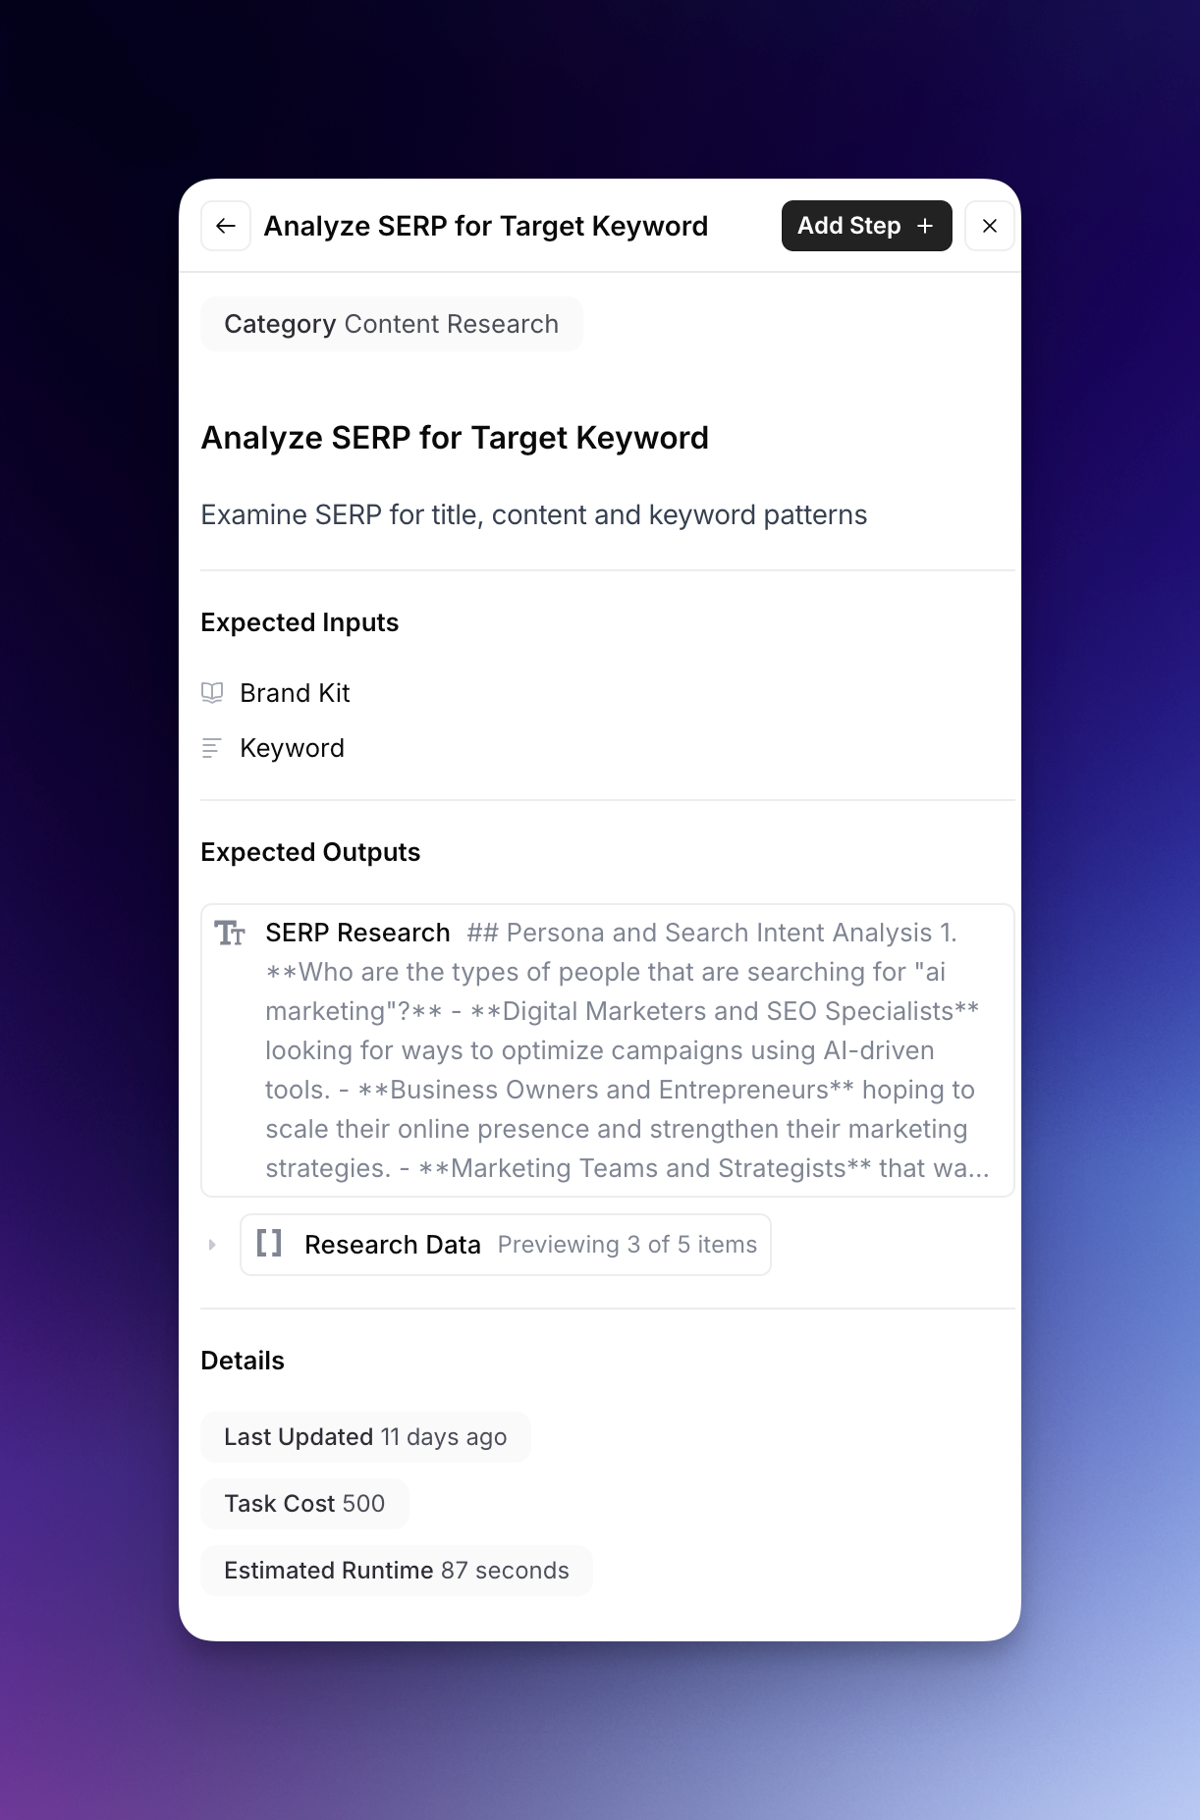 Analyze SERP for Target Keyword
Add Step
Category Content Research
Analyze SERP for Target Keyword
Examine SERP for title, content and keyword patterns
Expected Inputs
Brand Kit
Keyword
Expected Outputs
SERP Research ## Persona and Search Intent Analysis 1.
**Who are the types of people that are searching for "ai
marketing"?** - **Digital Marketers and SEO Specialists**
looking for ways to optimize campaigns using AI-driven
tools. - **Business Owners and Entrepreneurs** hoping to
scale their online presence and strengthen their marketing
strategies. - **Marketing Teams and Strategists** that wa...
Research Data Previewing 3 of 5 items
Details
Last Updated 11 days ago
Task Cost 500
Estimated Runtime 87 seconds